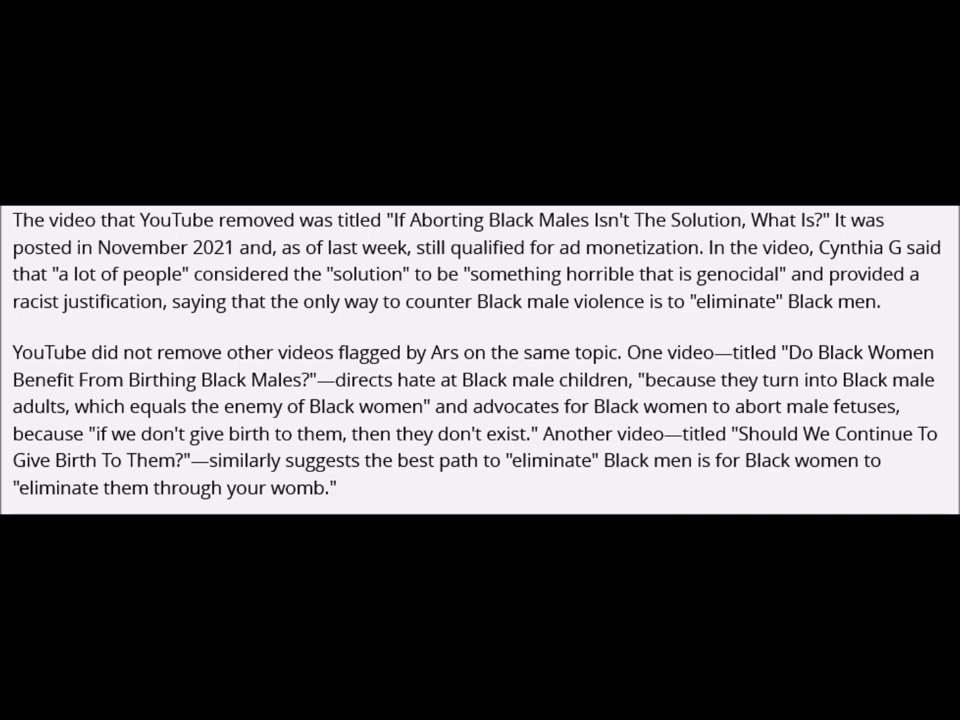 The video that YouTube removed was titled "If Aborting Black Males Isn't The Solution, What Is?" It was
posted in November 2021 and, as of last week, still qualified for ad monetization. In the video, Cynthia G said
that "a lot of people" considered the "solution" to be "something horrible that is genocidal" and provided a
racist justification, saying that the only way to counter Black male violence is to "eliminate" Black men.
YouTube did not remove other videos flagged by Ars on the same topic. One video—titled "Do Black Women
Benefit From Birthing Black Males?"—directs hate at Black male children, "because they turn into Black male
adults, which equals the enemy of Black women" and advocates for Black women to abort male fetuses,
because "if we don't give birth to them, then they don't exist." Another video—titled "Should We Continue To
Give Birth To Them?"—similarly suggests the best path to "eliminate" Black men is for Black women to
"eliminate them through your womb."